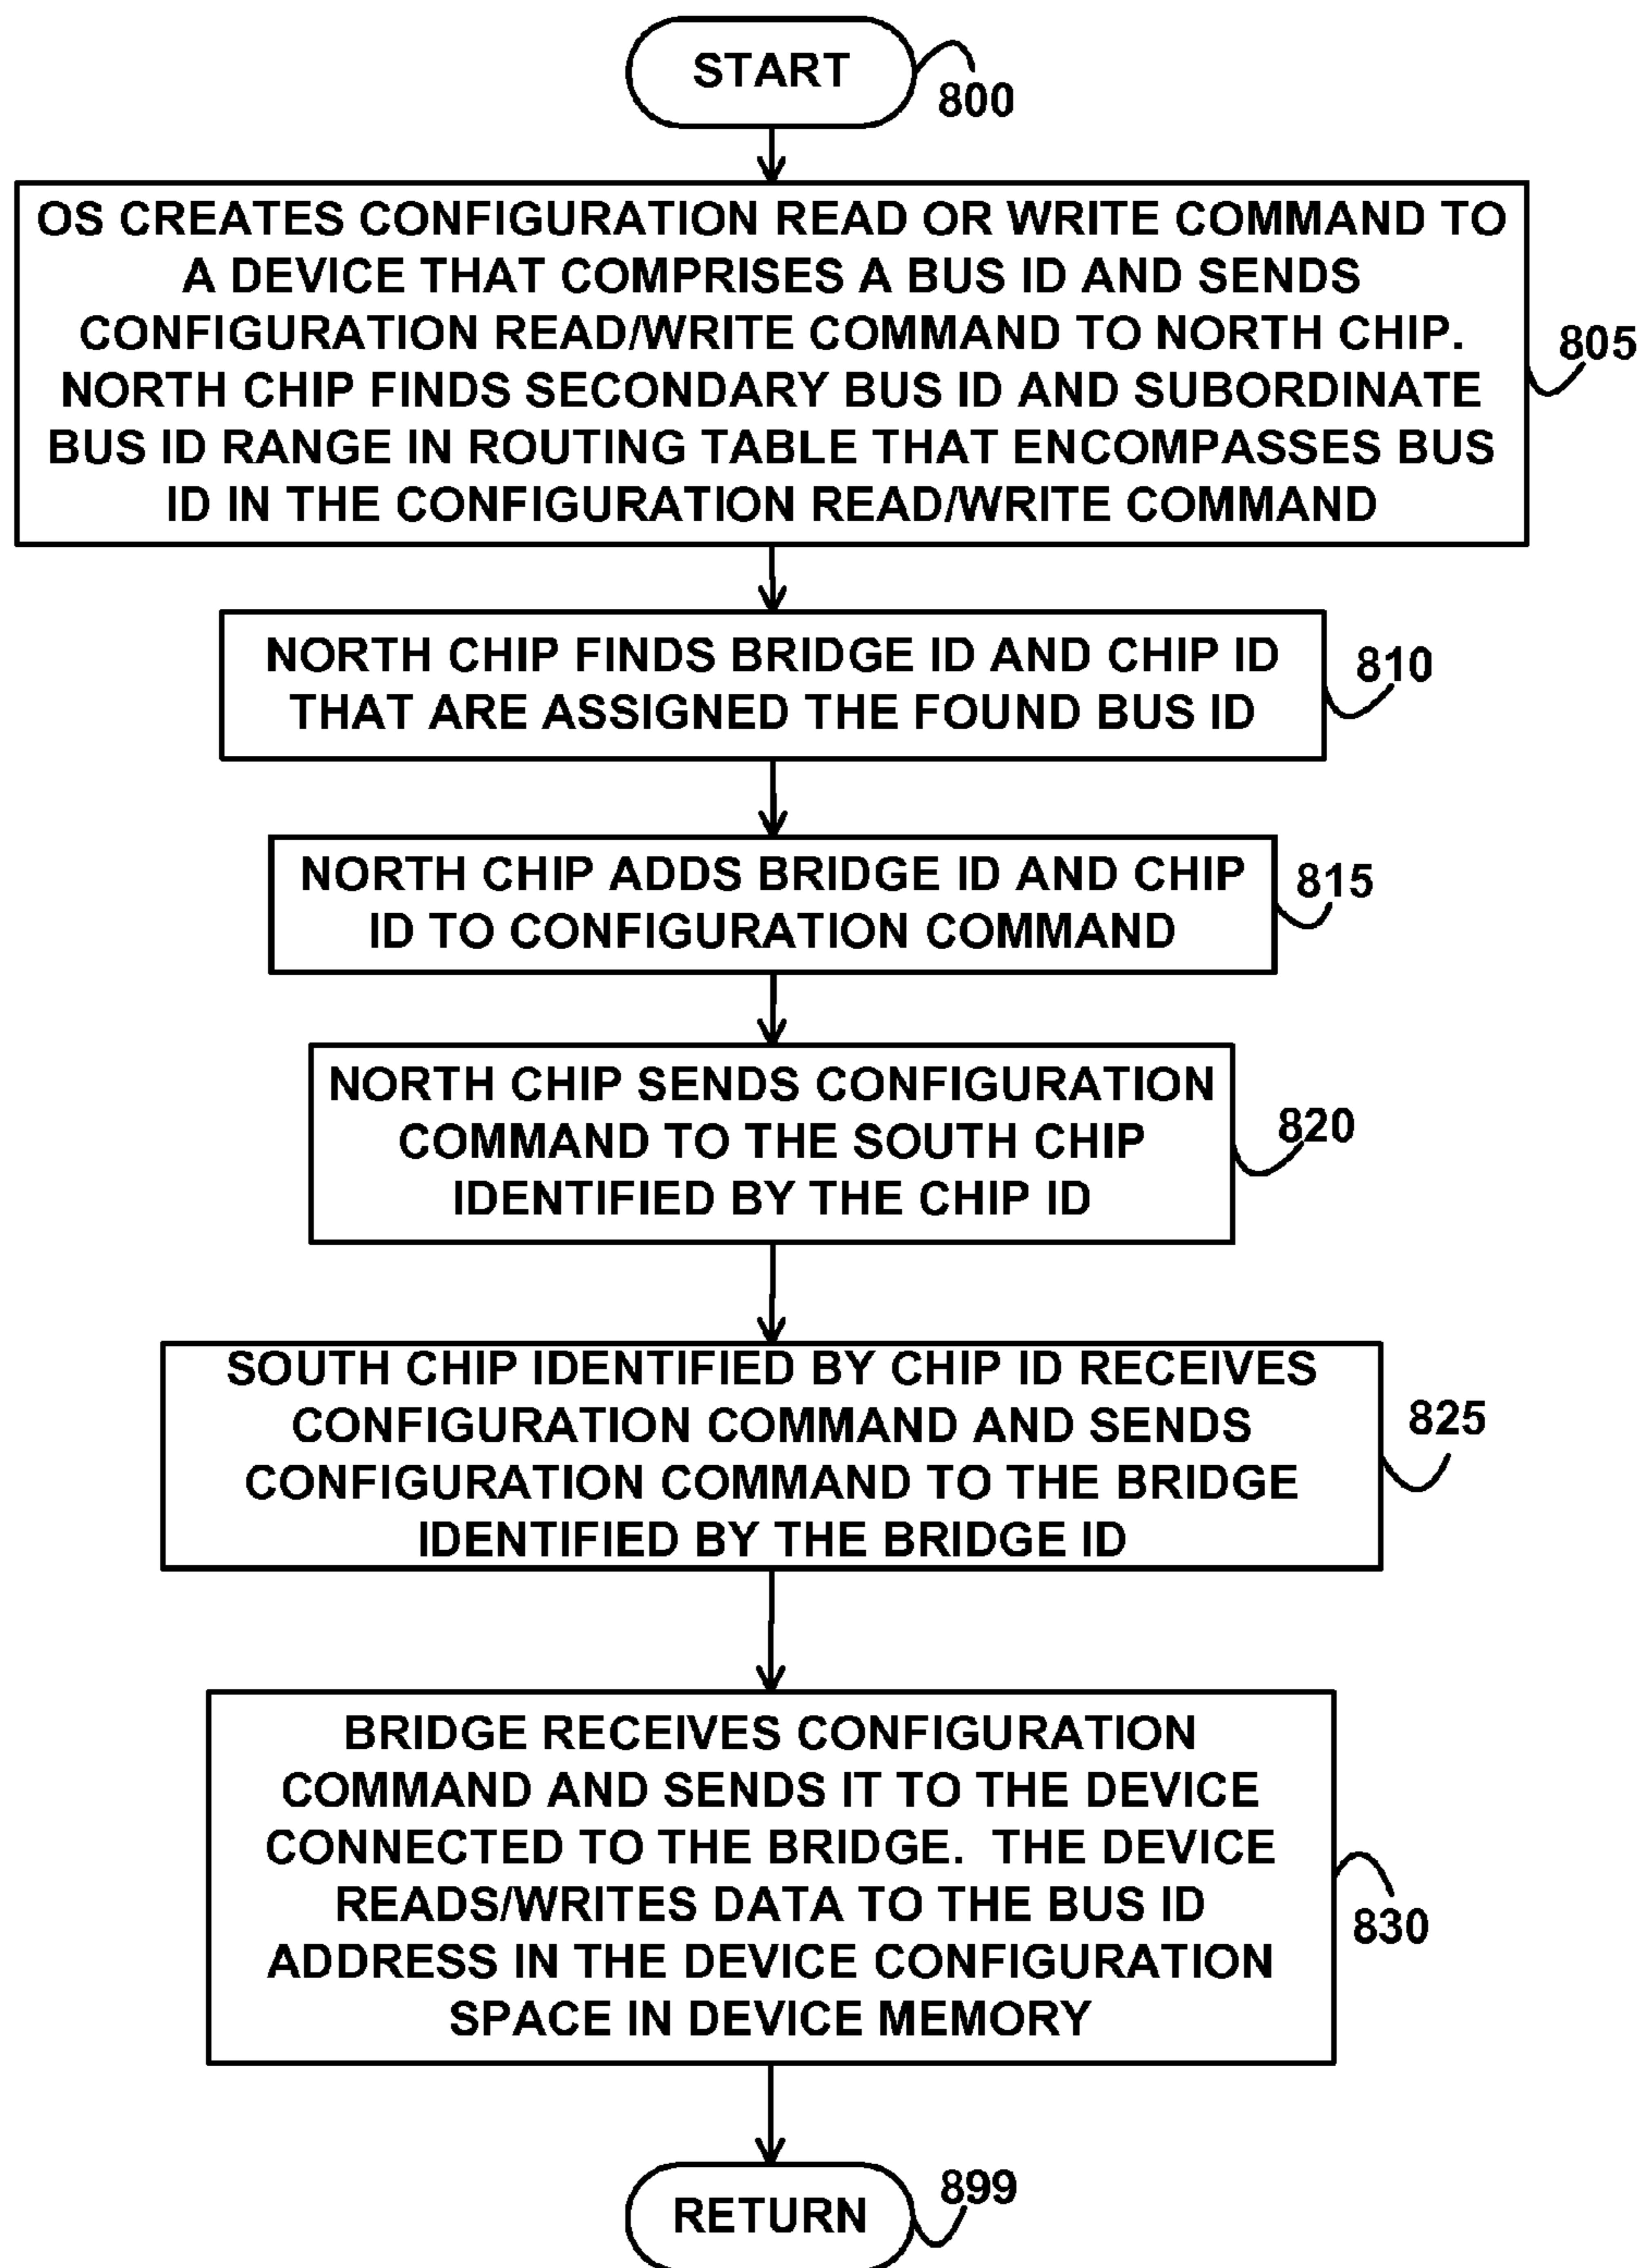 START
800
OS CREATES CONFIGURATION READ OR WRITE COMMAND TO
A DEVICE THAT COMPRISES A BUS ID AND SENDS
CONFIGURATION READ/WRITE COMMAND TO NORTH CHIP.
NORTH CHIP FINDS SECONDARY BUS ID AND SUBORDINATE
BUS ID RANGE IN ROUTING TABLE THAT ENCOMPASSES BUS
ID IN THE CONFIGURATION READ/WRITE COMMAND
805
NORTH CHIP FINDS BRIDGE ID AND CHIP ID
THAT ARE ASSIGNED THE FOUND BUS ID
810
NORTH CHIP ADDS BRIDGE ID AND CHIP
ID TO CONFIGURATION COMMAND
815
NORTH CHIP SENDS CONFIGURATION
COMMAND TO THE SOUTH CHIP
IDENTIFIED BY THE CHIP ID
820
SOUTH CHIP IDENTIFIED BY CHIP ID RECEIVES
CONFIGURATION COMMAND AND SENDS
CONFIGURATION COMMAND TO THE BRIDGE
IDENTIFIED BY THE BRIDGE ID
825
BRIDGE RECEIVES CONFIGURATION
COMMAND AND SENDS IT TO THE DEVICE
CONNECTED TO THE BRIDGE. THE DEVICE
READS/WRITES DATA TO THE BUS ID
ADDRESS IN THE DEVICE CONFIGURATION
SPACE IN DEVICE MEMORY
830
RETURN
899